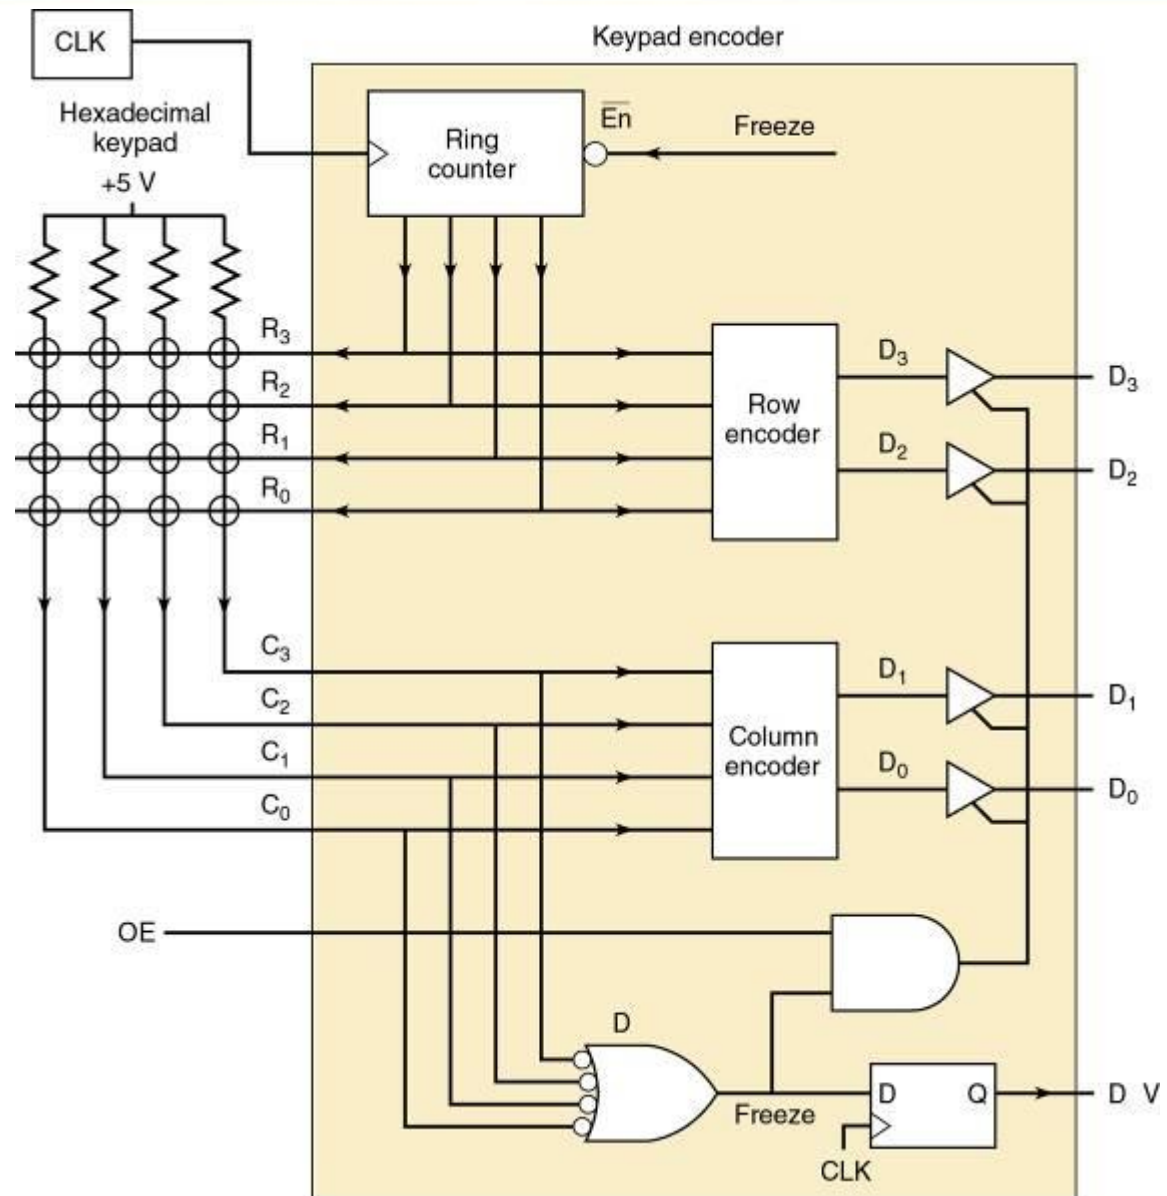 CLK
Keypad encoder
Hexadecimal
keypad
+5 V
Ring
counter
En
Freeze
R3
R2
R1
R0
Row
encoder
D3
D3
D2
D2
C3
C2
C1
C0
Column
encoder
D1
D1
D0
D0
OE
D
Freeze
D
Q
D V
CLK